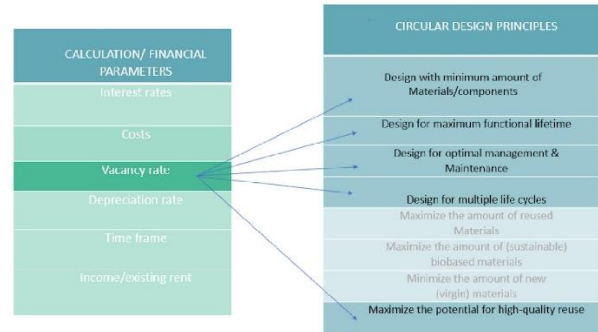 CALCULATION/ FINANCIAL
PARAMETERS
Interest rates
Costs
Vacancy rate
Depreciation rate
Time frame
Income/existing rent
CIRCULAR DESIGN PRINCIPLES
Design with minimum amount of
Materials/components
Design for maximum functional lifetime
Design for optimal management &
Maintenance
Design for multiple life cycles
Maximize the amount of reused
Materials
Maximize the amount of (sustainable)
biobased materials
Minimize the amount of new
(virgin) materials
Maximize the potential for high-quality reuse